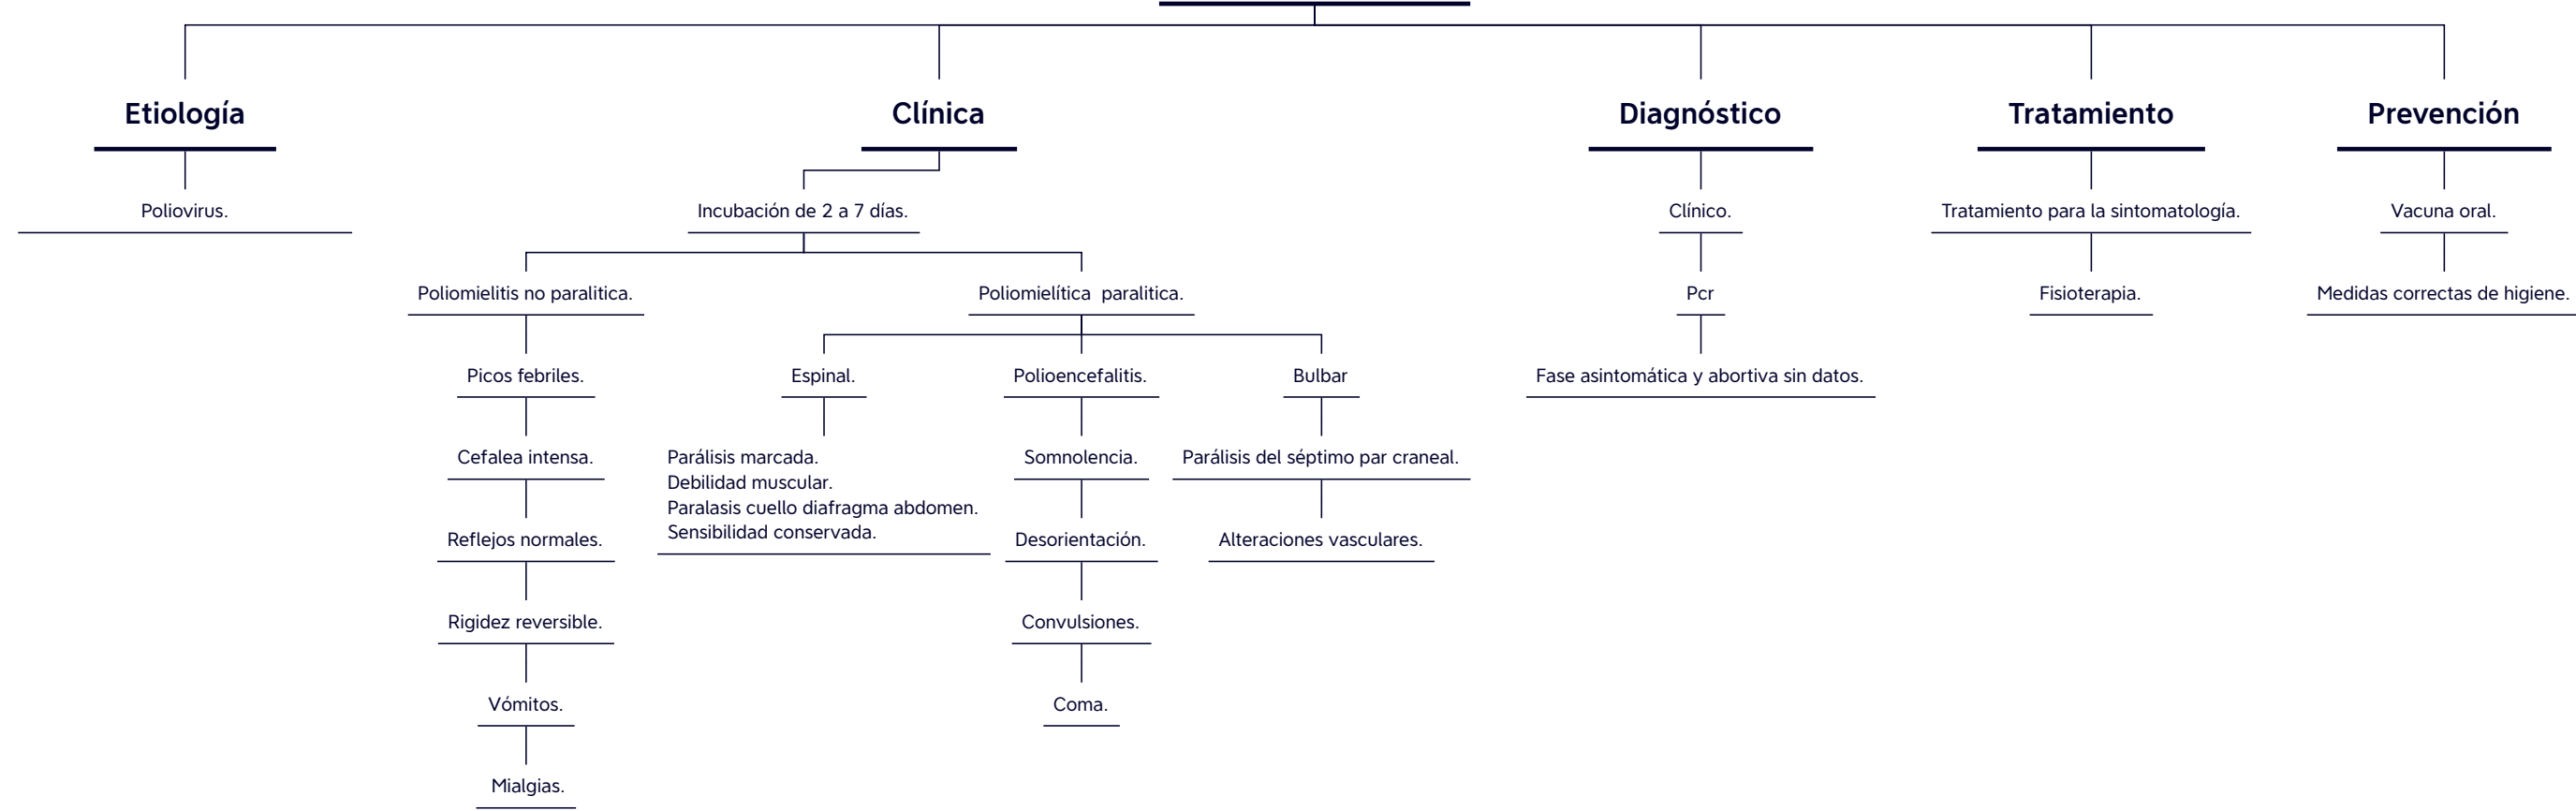 Etiología
Clínica
Diagnóstico
Tratamiento
Prevención
Poliovirus.
Incubación de 2 a 7 días.
Clínico.
Tratamiento para la sintomatología.
Vacuna oral.
Poliomielitis no paralitica.
Poliomielítica  paralitica.
Pcr
Fisioterapia.
Medidas correctas de higiene.
Picos febriles.
Espinal.
Polioencefalitis.
Bulbar
Fase asintomática y abortiva sin datos.
Cefalea intensa.
Parálisis marcada.
Debilidad muscular.
Paralasis cuello diafragma abdomen.
Sensibilidad conservada.
Somnolencia.
Parálisis del séptimo par craneal.
Reflejos normales.
Desorientación.
Alteraciones vasculares.
Rigidez reversible.
Convulsiones.
Vómitos.
Coma.
Mialgias.